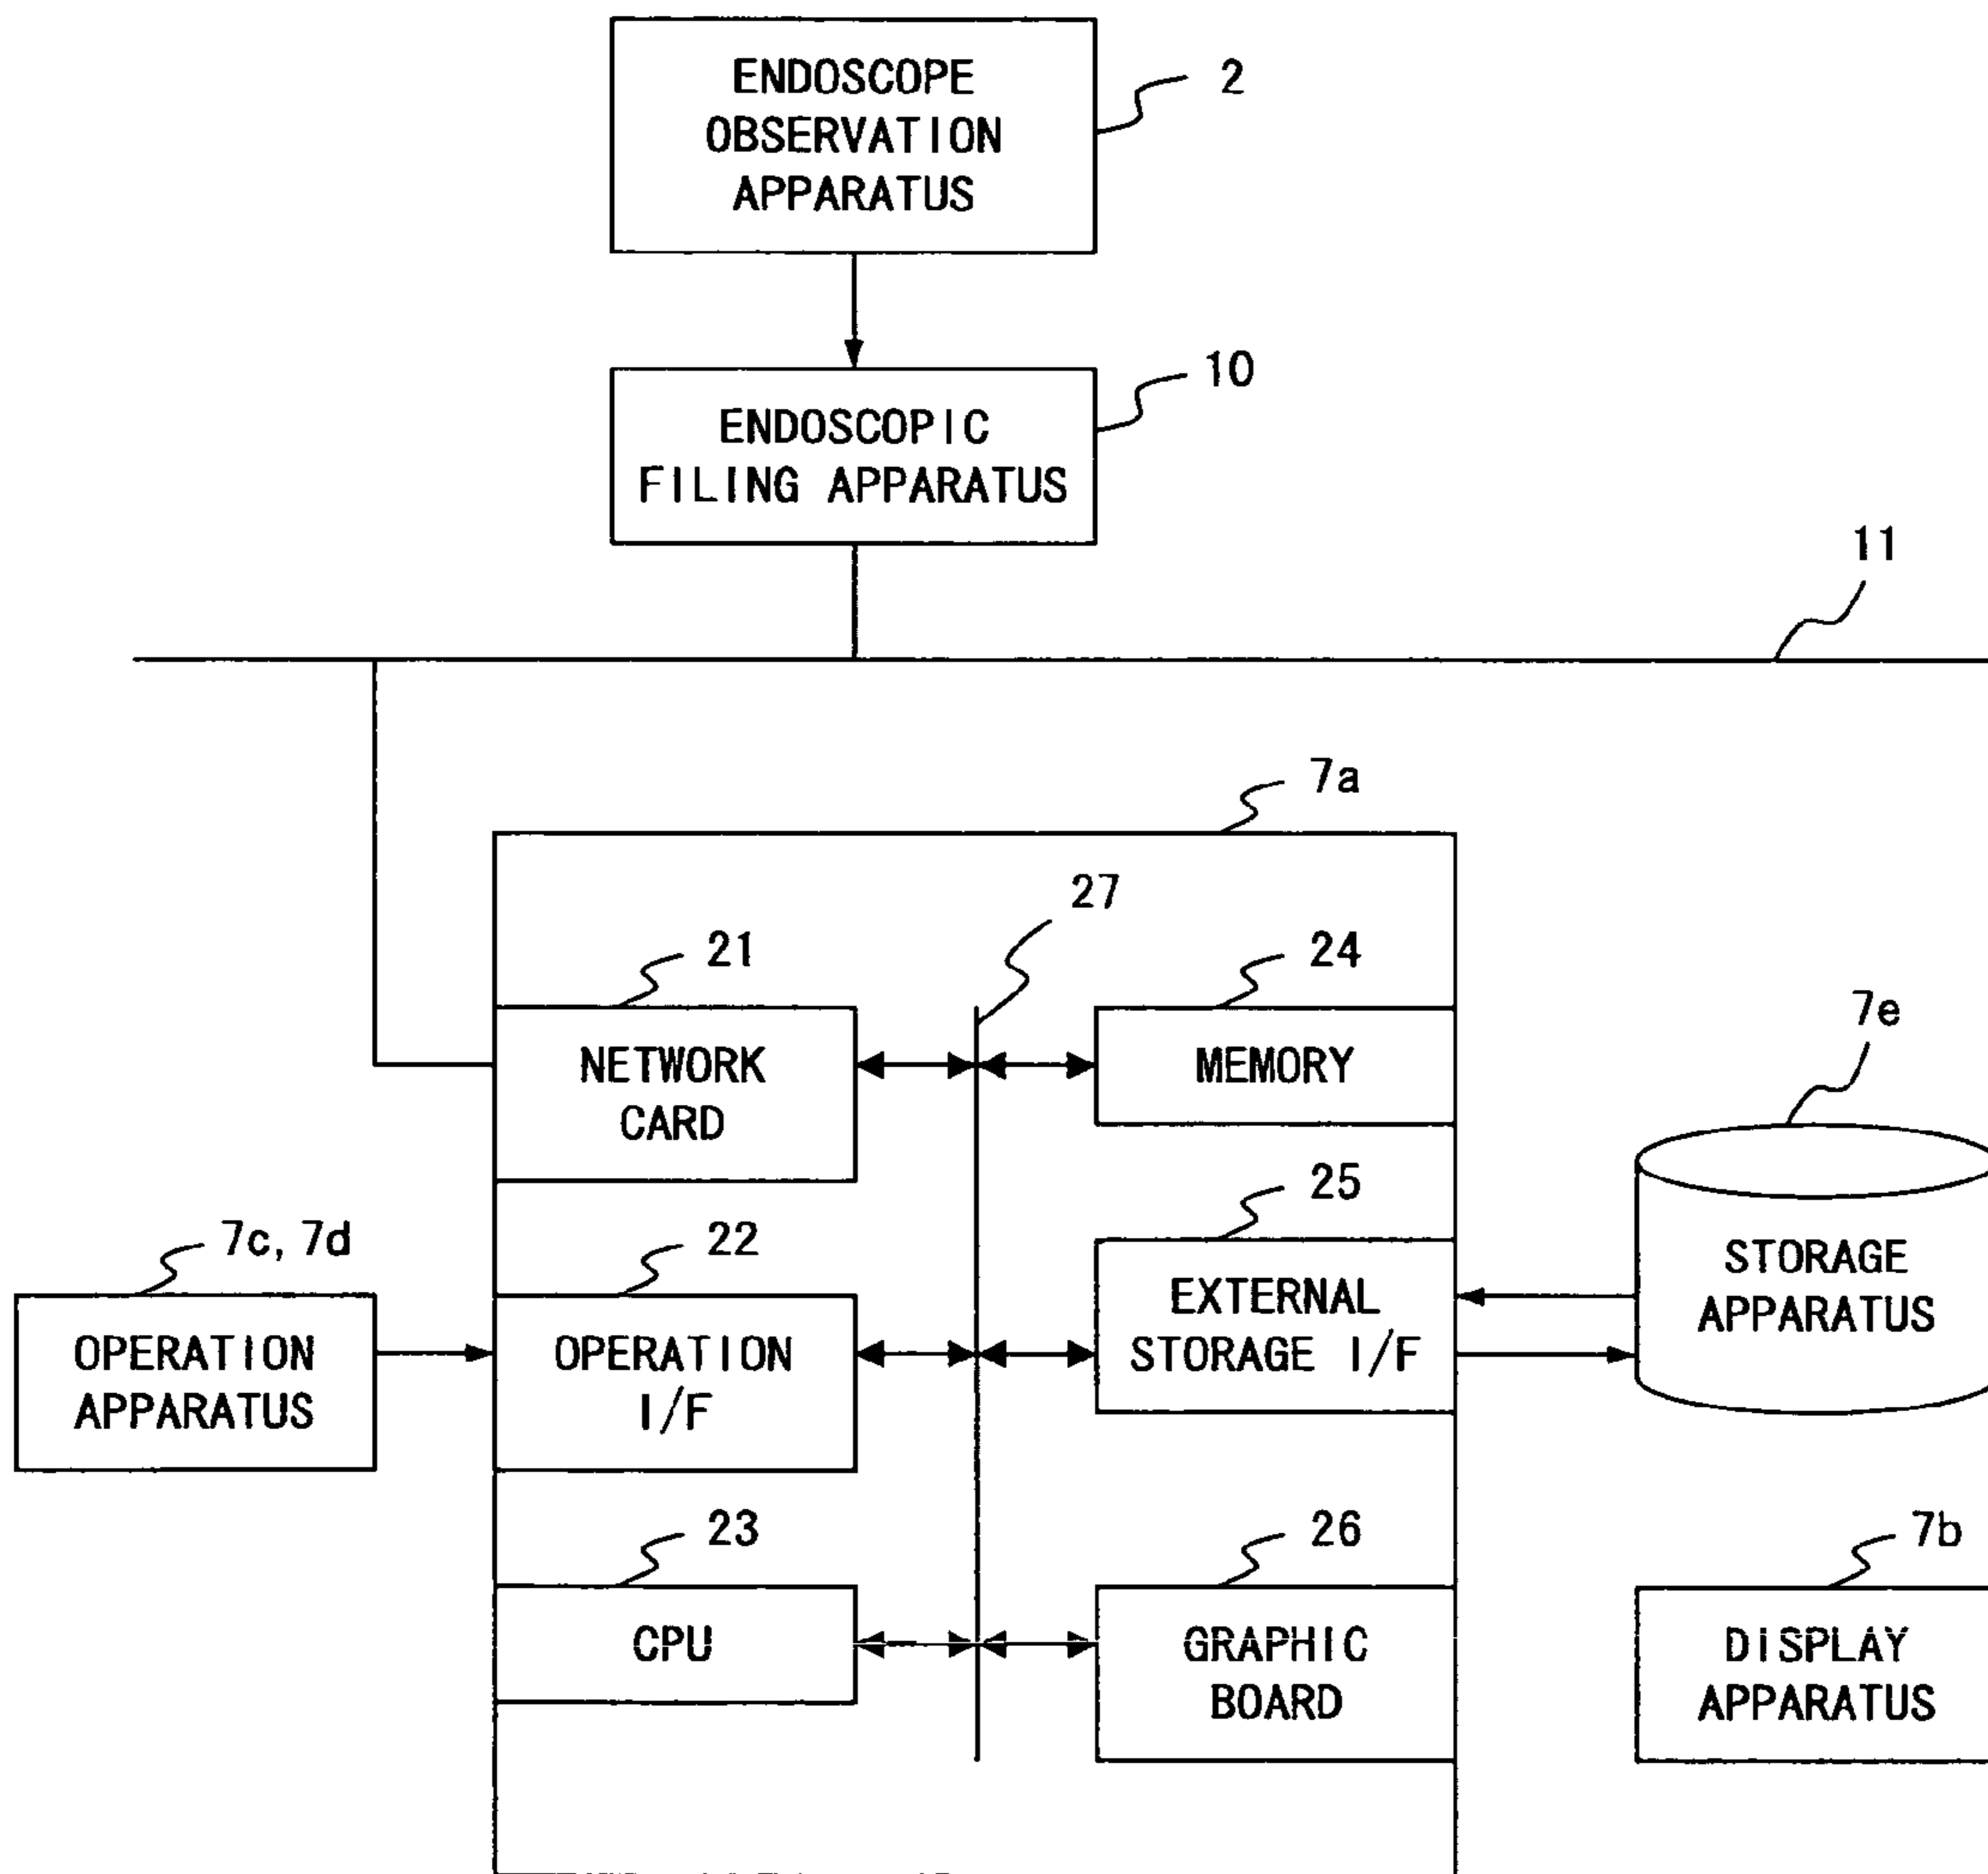 ENDOSCOPE
OBSERVATION
APPARATUS
2
ENDOSCOPIC
FILING APPARATUS
10
11
7a
27
21
NETWORK
CARD
24
MEMORY
7e
STORAGE
APPARATUS
7c, 7d
OPERATION
APPARATUS
22
OPERATION
I/F
25
EXTERNAL
STORAGE I/F
23
CPU
26
GRAPHIC
BOARD
7b
DISPLAY
APPARATUS